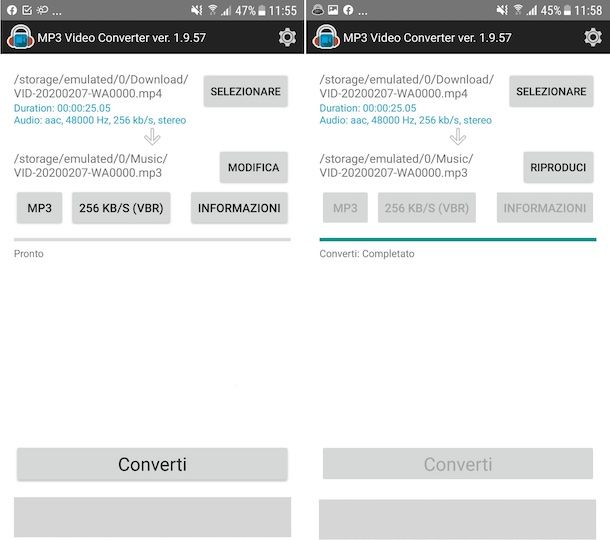 ... 47% 11:55
MP3 Video Converter ver. 1.9.57
/storage/emulated/0/Download/
VID-20200207-WA0000.mp4
SELEZIONARE
Duration: 00:00:25.05
Audio: aac, 48000 Hz, 256 kb/s, stereo
/storage/emulated/0/Music/
VID-20200207-WA0000.mp3
MODIFICA
MP3 256 KB/S (VBR) INFORMAZIONI
Pronto
Converti
... 45% 11:58
MP3 Video Converter ver. 1.9.57
/storage/emulated/0/Download/
VID-20200207-WA0000.mp4
SELEZIONARE
Duration: 00:00:25.05
Audio: aac, 48000 Hz, 256 kb/s, stereo
/storage/emulated/0/Music/
VID-20200207-WA0000.mp3
RIPRODUCI
MP3 256 KB/S (VBR) INFORMAZIONI
Converti: Completato
Converti